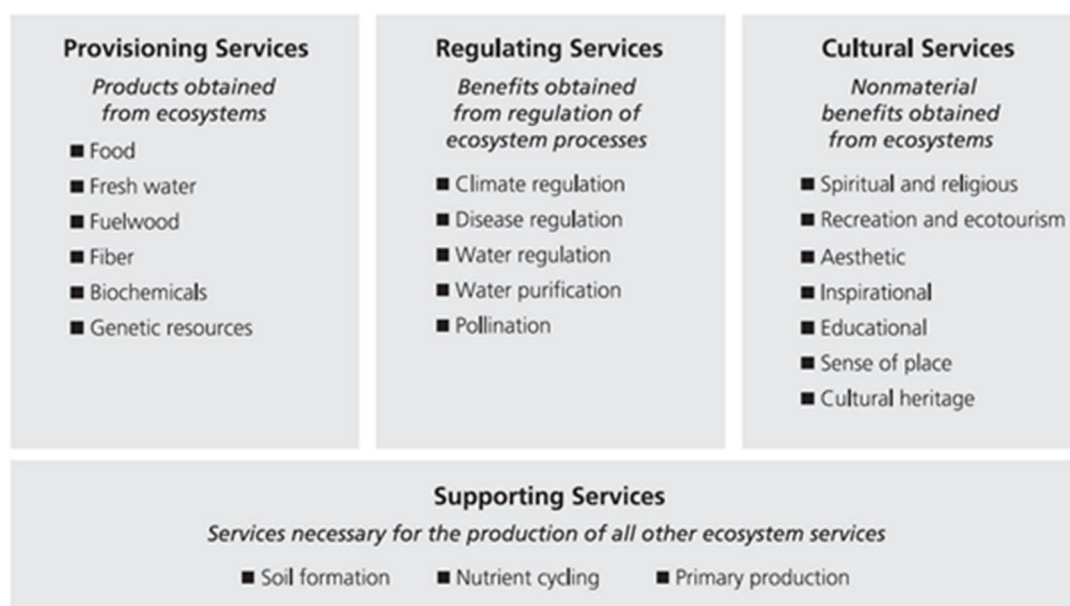 Provisioning Services
Products obtained
from ecosystems
■ Food
■ Fresh water
■ Fuelwood
■ Fiber
■ Biochemicals
■ Genetic resources
Regulating Services
Benefits obtained
from regulation of
ecosystem processes
■ Climate regulation
■ Disease regulation
■ Water regulation
■ Water purification
■ Pollination
Cultural Services
Nonmaterial
benefits obtained
from ecosystems
■ Spiritual and religious
■ Recreation and ecotourism
■ Aesthetic
■ Inspirational
■ Educational
■ Sense of place
■ Cultural heritage
Supporting Services
Services necessary for the production of all other ecosystem services
■ Soil formation ■ Nutrient cycling ■ Primary production